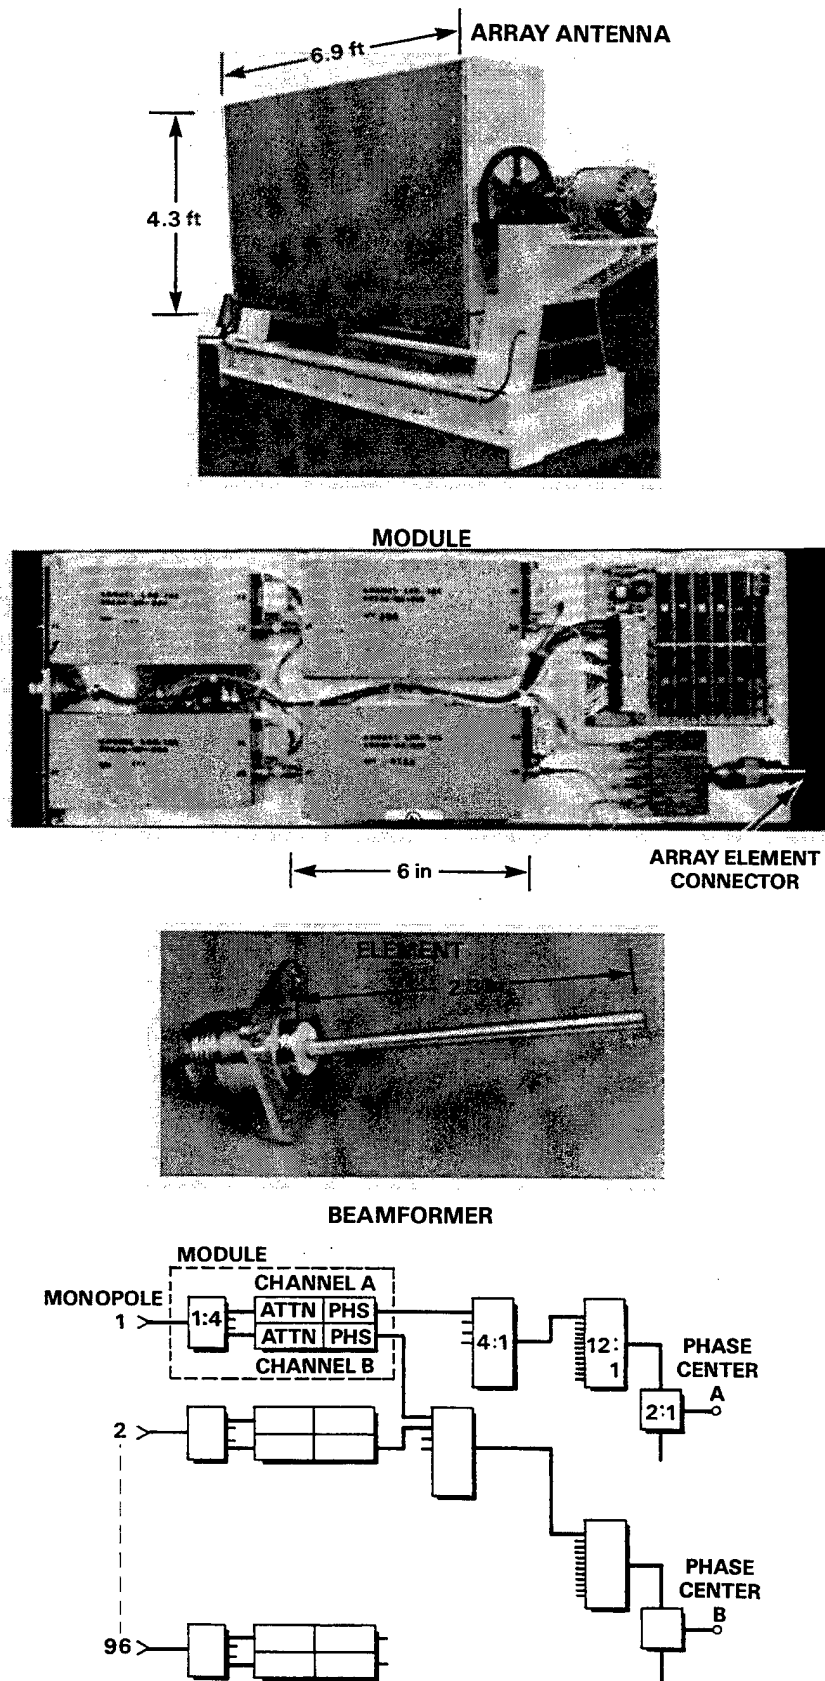 6.9 ft
ARRAY ANTENNA
4.3 ft
MODULE
6 in
ARRAY ELEMENT
CONNECTOR
ELEMENT
BEAMFORMER
MODULE
MONOPOLE
CHANNEL A
1
1:4
ATTN PHS
ATTN PHS
CHANNEL B
4:1
12:
1
PHASE
CENTER
A
2:1
2
PHASE
CENTER
B
96